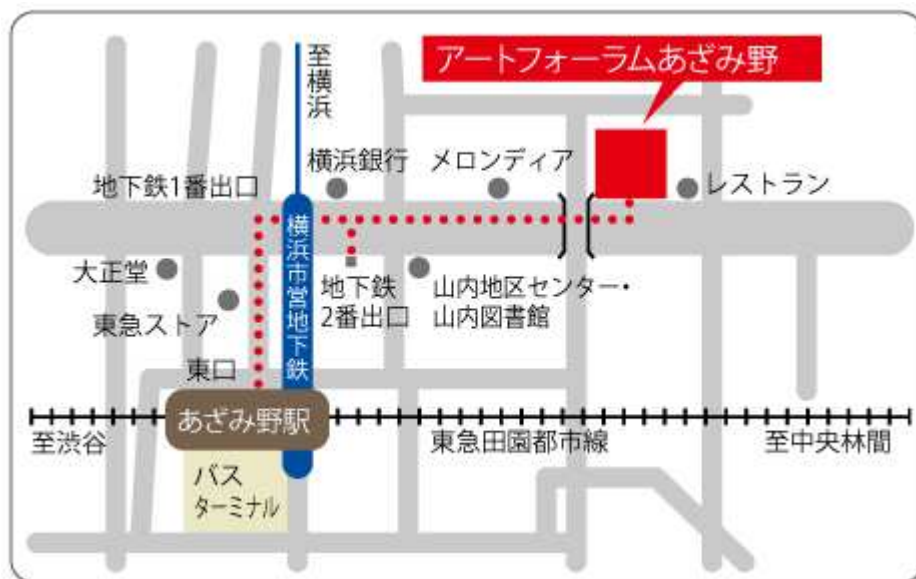 至横浜
アートフォーラムあざみ野
横浜銀行
メロンディア
地下鉄1番出口
レストラン
横浜市営地下鉄
大正堂
地下鉄
2番出口
山内地区センター・
山内図書館
東急ストア
東口
あざみ野駅
至渋谷
東急田園都市線
至中央林間
バス
ターミナル